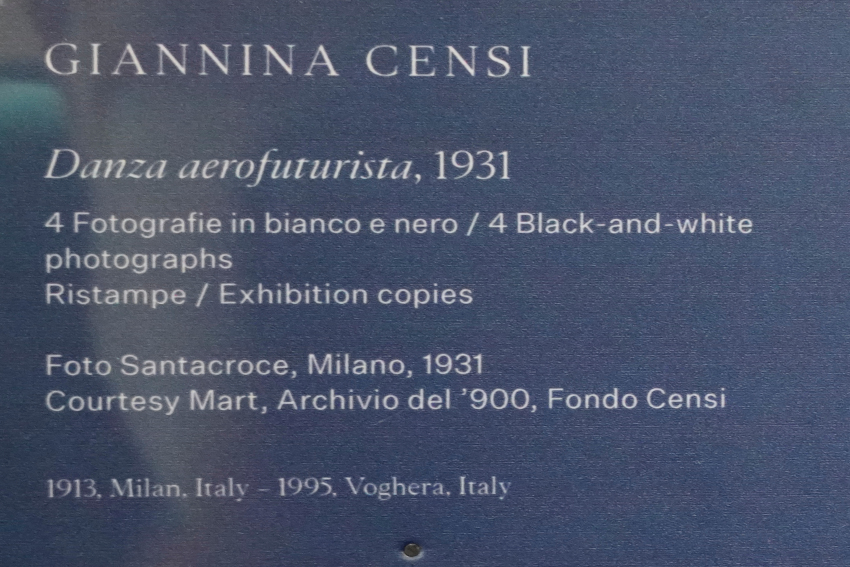 GIANNINA CENSI
Danza aerofuturista, 1931
4 Fotografie in bianco e nero / 4 Black-and-white
photographs
Ristampe / Exhibition copies
Foto Santacroce, Milano, 1931
Courtesy Mart, Archivio del ’900, Fondo Censi
1913, Milan, Italy – 1995, Voghera, Italy